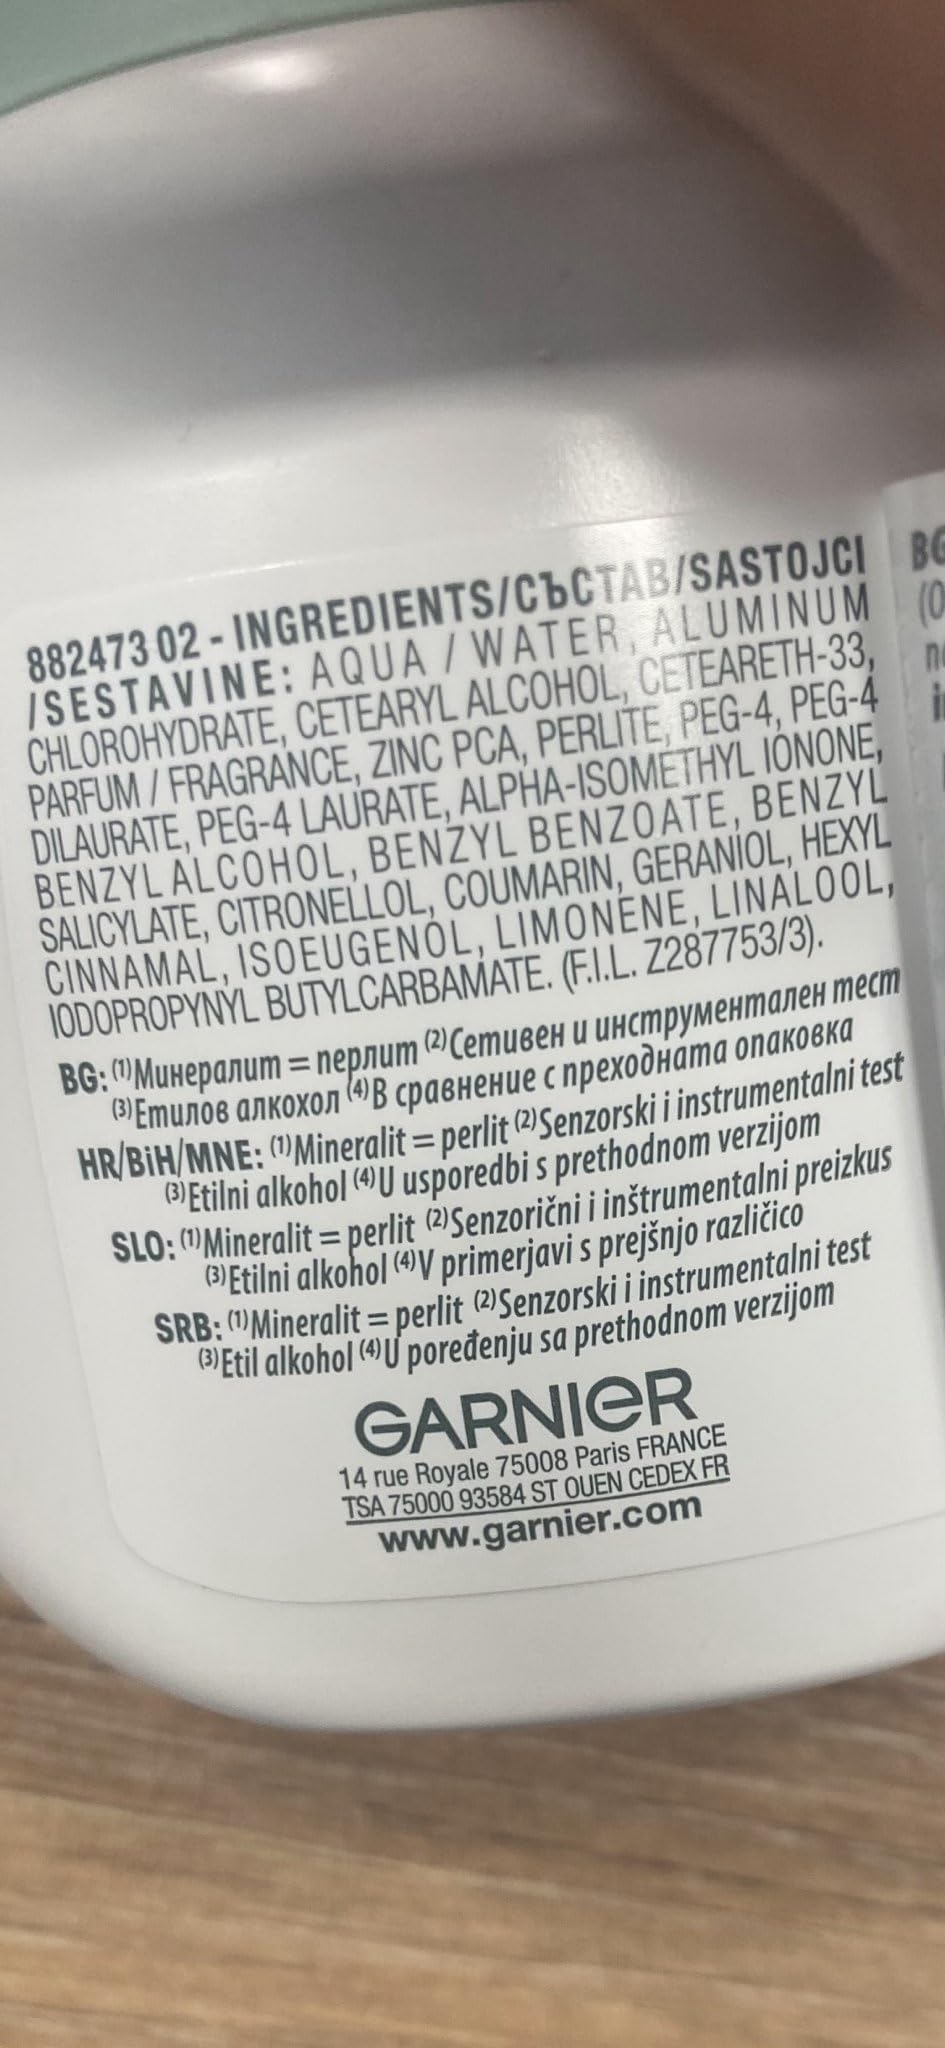 882473 02 - INGREDIENTS/СЪСТАВ/SASTOJCI
/SESTAVINE: AQUA / WATER, ALUMINUM
CHLOROHYDRATE, CETEARYL ALCOHOL, CETEARETH-33,
PARFUM / FRAGRANCE, ZINC PCA, PERLITE, PEG-4, PEG-4
DILAURATE, PEG-4 LAURATE, ALPHA-ISOMETHYL IONONE,
BENZYL ALCOHOL, BENZYL BENZOATE, BENZYL
SALICYLATE, CITRONELLOL, COUMARIN, GERANIOL, HEXYL
CINNAMAL, ISOEUGENOL, LIMONENE, LINALOOL,
IODOPROPYNYL BUTYLCARBAMATE. (F.I.L. Z287753/3).
BG: (1)Минералит = перлит (2)Сетивен и инструментален тест
(3)Етилов алкохол (4)В сравнение с преходната опаковка
HR/BiH/MNE: (1)Mineralit = perlit (2)Senzorski i instrumentalni test
(3)Etilni alkohol (4)U usporedbi s prethodnom verzijom
SLO: (1)Mineralit = perlit (2)Senzorični i inštrumentalni preizkus
(3)Etilni alkohol (4)V primerjavi s prejšnjo različico
SRB: (1)Mineralit = perlit (2)Senzorski i instrumentalni test
(3)Etil alkohol (4)U poređenju sa prethodnom verzijom
GARNIER
14 rue Royale 75008 Paris FRANCE
TSA 75000 93584 ST OUEN CEDEX FR
www.garnier.com